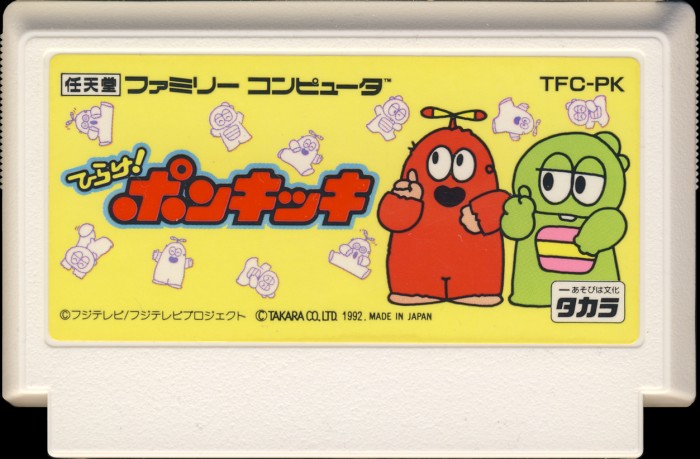 任天堂 ファミリー コンピュータ™
TFC-PK
ひらけ!
ポンキッキ
©フジテレビ/フジテレビプロジェクト ©TAKARA CO.,LTD. 1992, MADE IN JAPAN
―あそびは文化
タカラ